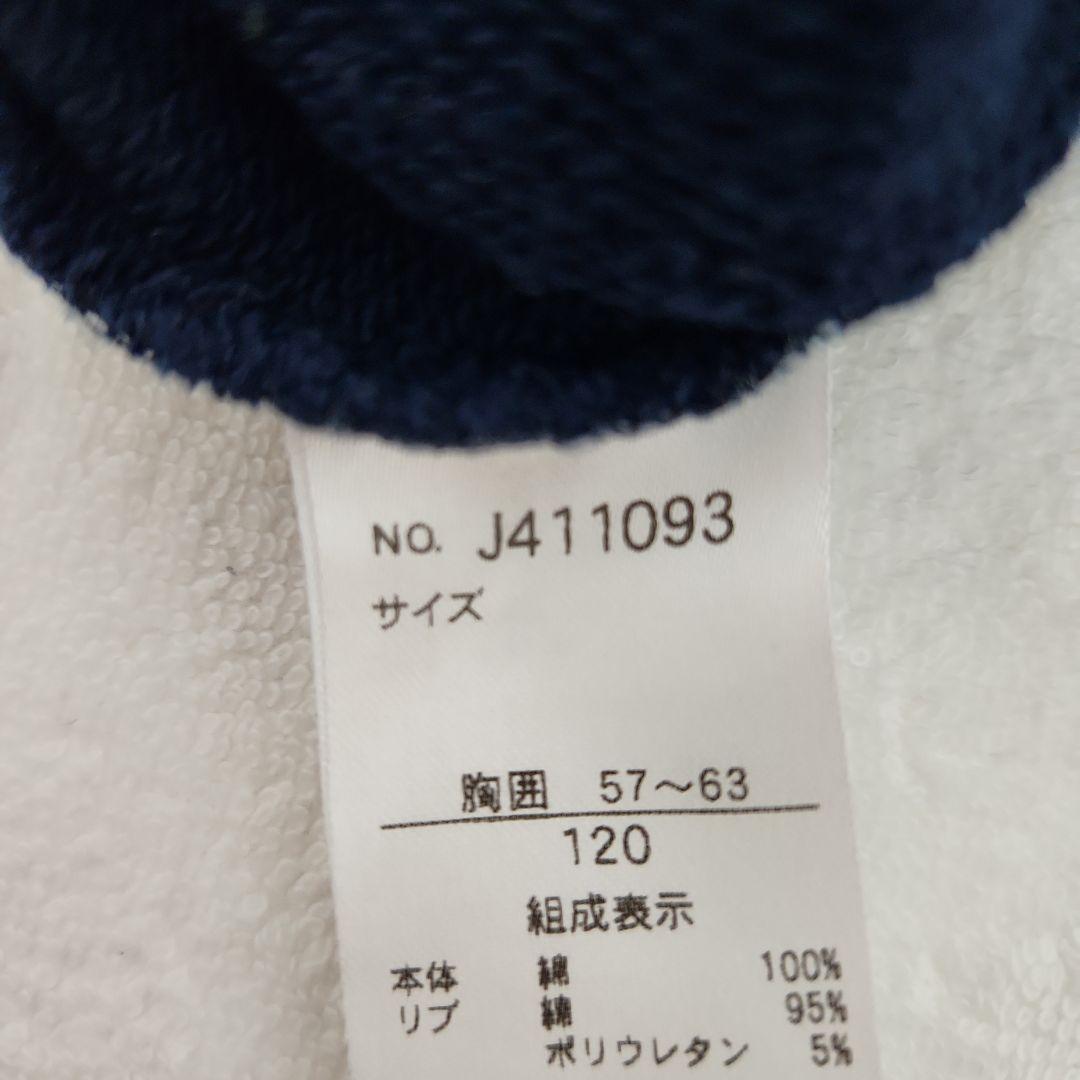 NO. J411093
サイズ
胸囲 57～63
120
組成表示
本体 綿 100%
リブ 綿 95%
ポリウレタン 5%